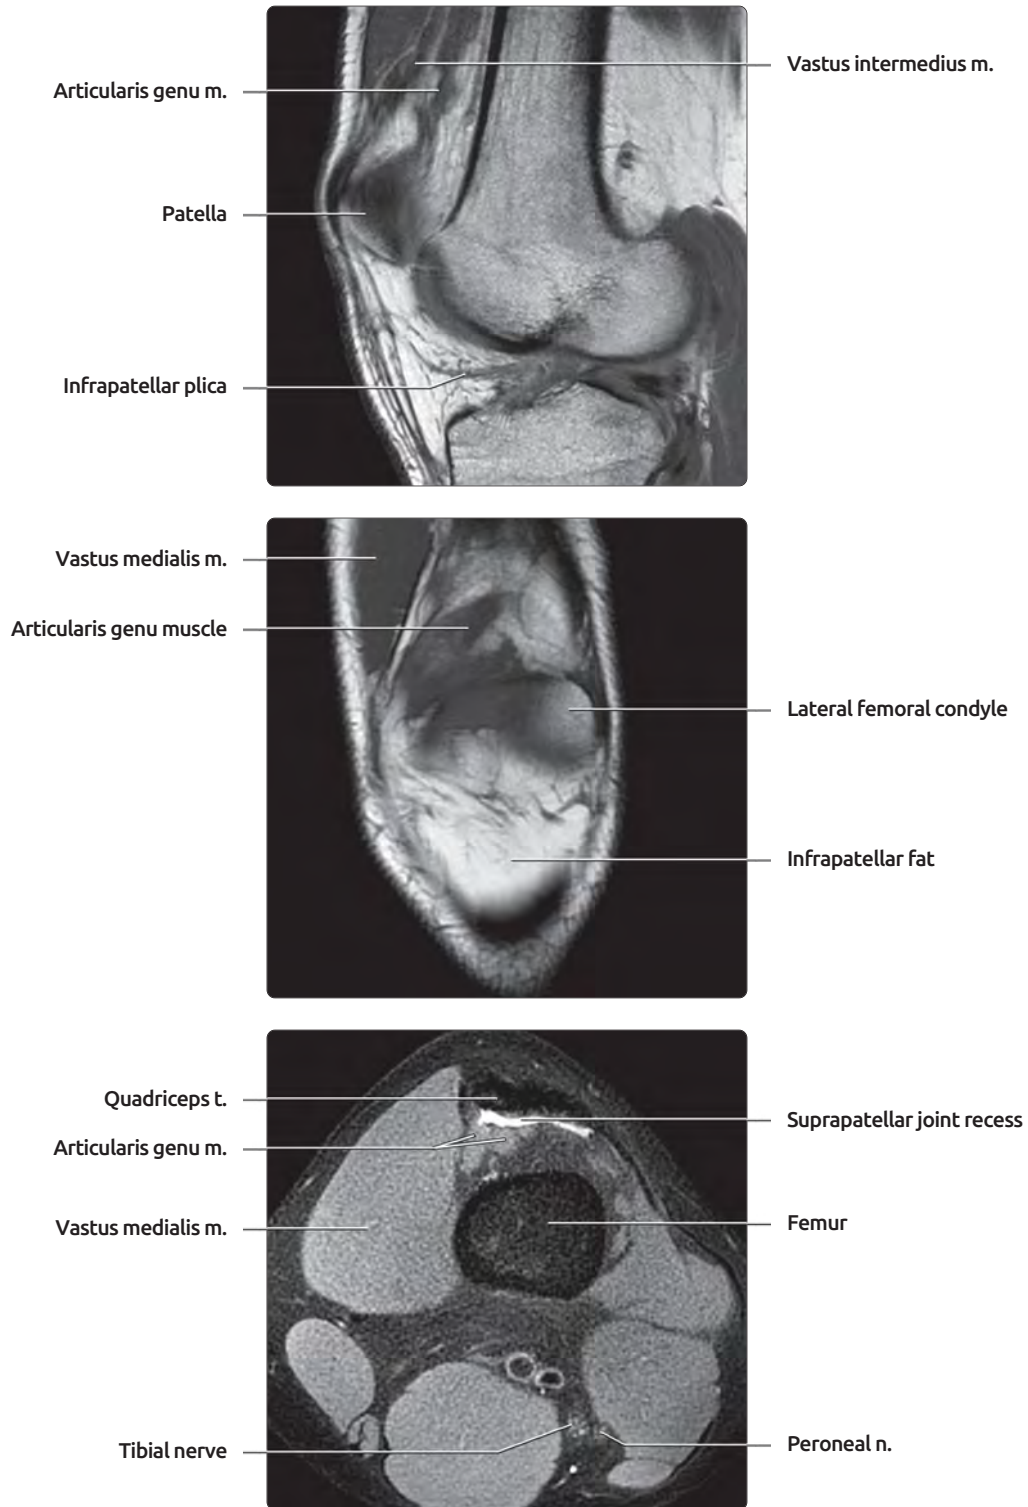 Vastus intermedius m.
Articularis genu m.
Patella
Infrapatellar plica
Vastus medialis m.
Articularis genu muscle
Lateral femoral condyle
Infrapatellar fat
Quadriceps t.
Suprapatellar joint recess
Articularis genu m.
Vastus medialis m.
Femur
Tibial nerve
Peroneal n.